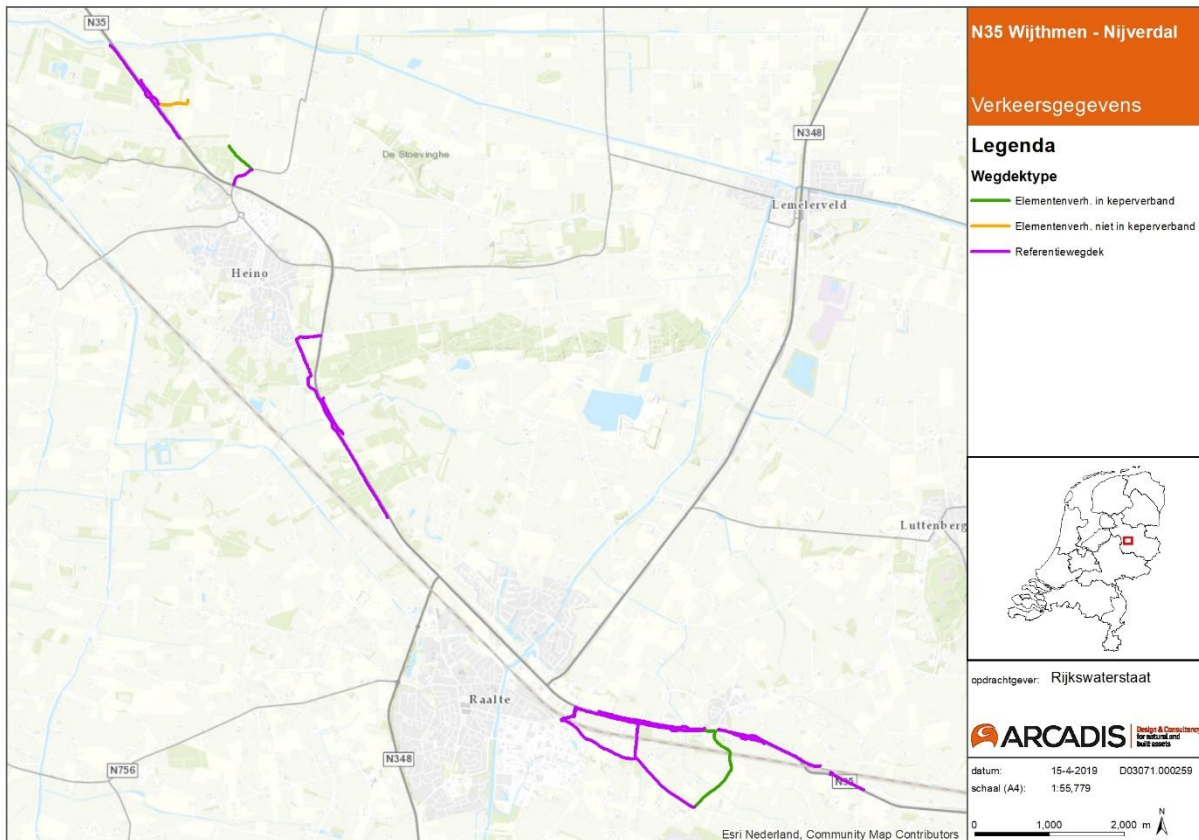 N35
N35 Wijthmen - Nijverdal
Verkeersgegevens
Legenda
Wegdektype
Elementenverh. in keperverband
Elementenverh. niet in keperverband
Referentiewegdek
De Stoevinghe
N348
Lemelerveld
Heino
Luttenberg
Raalte
N348
N756
N35
opdrachtgever: Rijkswaterstaat
ARCADIS Design & Consultancy
for natural and
built assets
datum: 15-4-2019 D03071.000259
schaal (A4): 1:55,779
N
0 1,000 2,000 m
Esri Nederland, Community Map Contributors